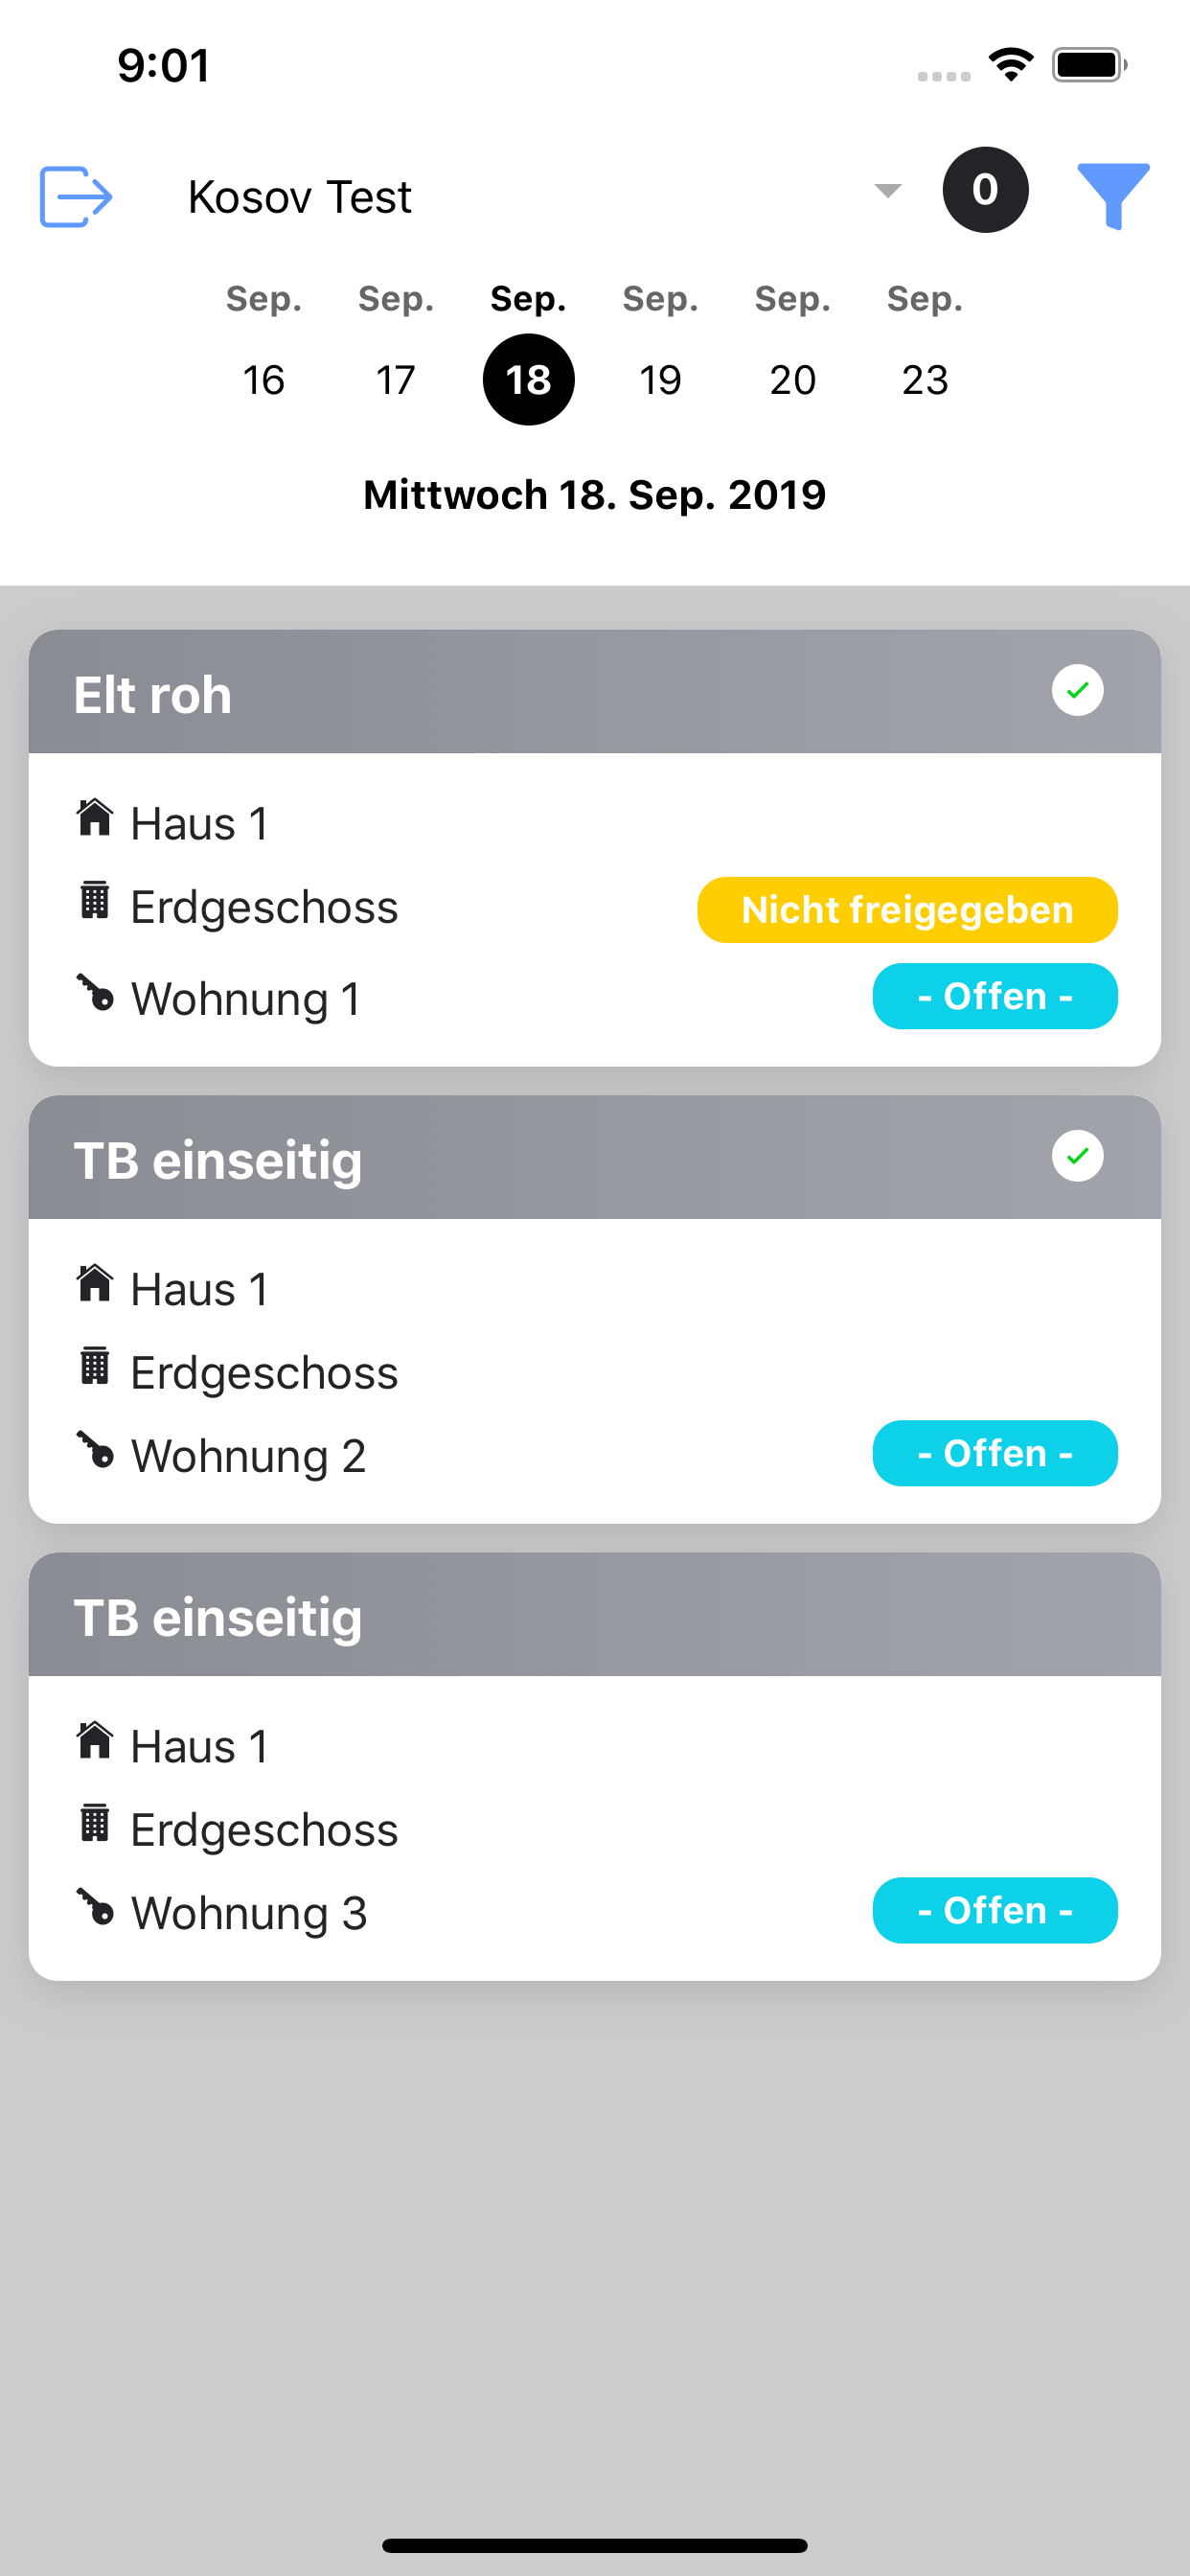 9:01
Kosov Test 0
Sep. Sep. Sep. Sep. Sep. Sep.
16 17 18 19 20 23
Mittwoch 18. Sep. 2019
Elt roh
Haus 1
Erdgeschoss Nicht freigegeben
Wohnung 1 - Offen -
TB einseitig
Haus 1
Erdgeschoss
Wohnung 2 - Offen -
TB einseitig
Haus 1
Erdgeschoss
Wohnung 3 - Offen -